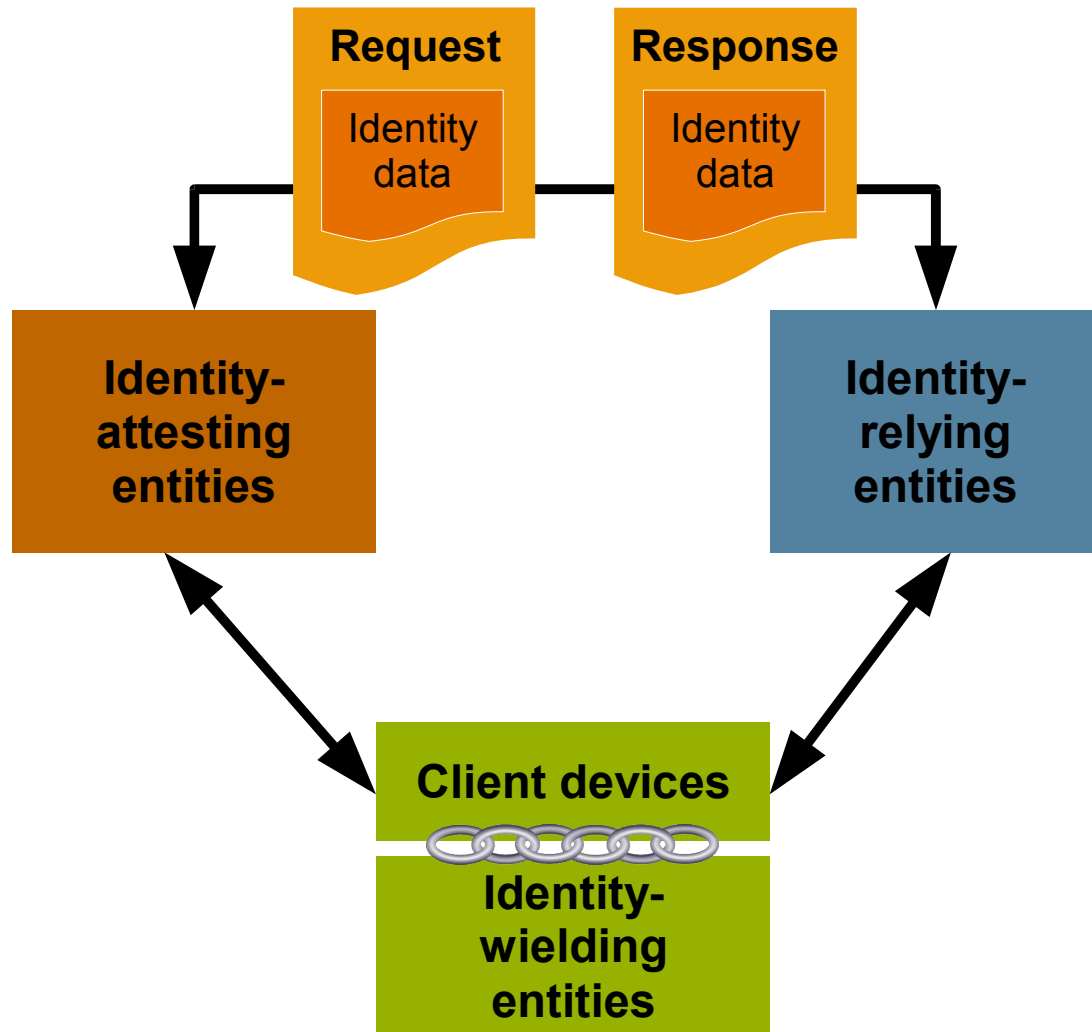 Request
Identity
data
Response
Identity
data
Identity-
attesting
entities
Identity-
relying
entities
Client devices
Identity-
wielding
entities